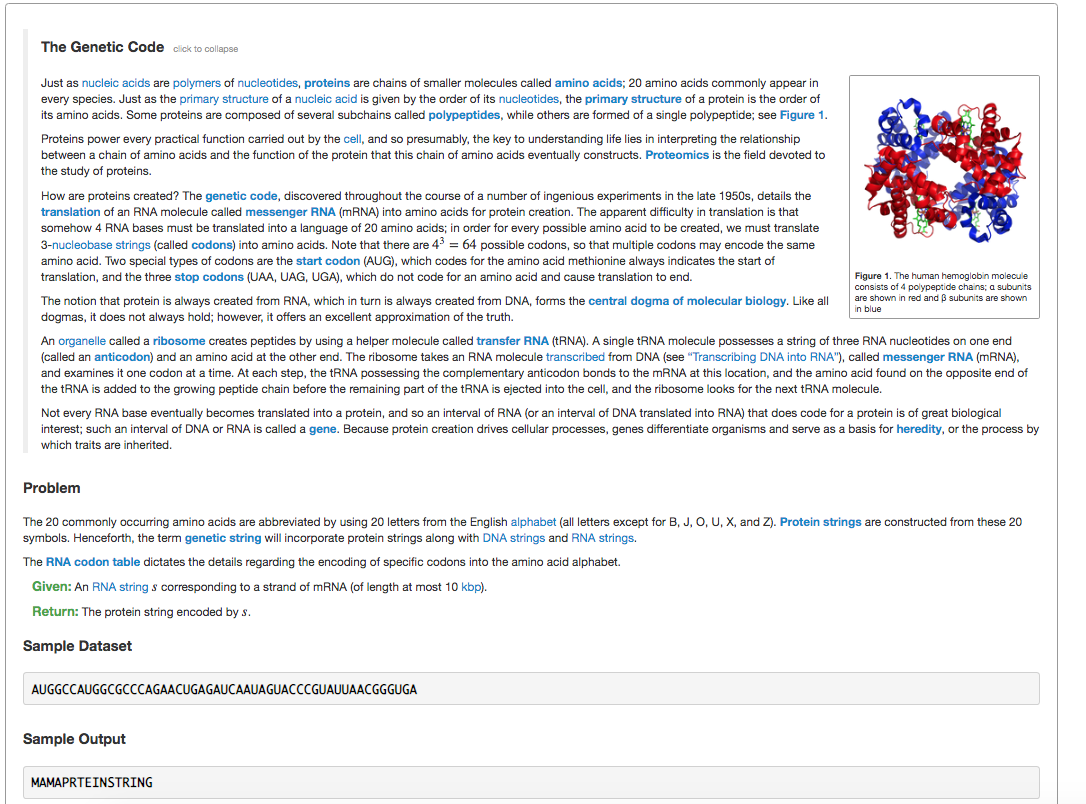 The Genetic Code click to collapse
Just as nucleic acids are polymers of nucleotides, proteins are chains of smaller molecules called amino acids; 20 amino acids commonly appear in
every species. Just as the primary structure of a nucleic acid is given by the order of its nucleotides, the primary structure of a protein is the order of
its amino acids. Some proteins are composed of several subchains called polypeptides, while others are formed of a single polypeptide; see Figure 1.
Proteins power every practical function carried out by the cell, and so presumably, the key to understanding life lies in interpreting the relationship
between a chain of amino acids and the function of the protein that this chain of amino acids eventually constructs. Proteomics is the field devoted to
the study of proteins.
How are proteins created? The genetic code, discovered throughout the course of a number of ingenious experiments in the late 1950s, details the
translation of an RNA molecule called messenger RNA (mRNA) into amino acids for protein creation. The apparent difficulty in translation is that
somehow 4 RNA bases must be translated into a language of 20 amino acids; in order for every possible amino acid to be created, we must translate
3-nucleobase strings (called codons) into amino acids. Note that there are 4³ = 64 possible codons, so that multiple codons may encode the same
amino acid. Two special types of codons are the start codon (AUG), which codes for the amino acid methionine always indicates the start of
translation, and the three stop codons (UAA, UAG, UGA), which do not code for an amino acid and cause translation to end.
The notion that protein is always created from RNA, which in turn is always created from DNA, forms the central dogma of molecular biology. Like all
dogmas, it does not always hold; however, it offers an excellent approximation of the truth.
Figure 1. The human hemoglobin molecule
consists of 4 polypeptide chains; α subunits
are shown in red and β subunits are shown
in blue
An organelle called a ribosome creates peptides by using a helper molecule called transfer RNA (tRNA). A single tRNA molecule possesses a string of three RNA nucleotides on one end
(called an anticodon) and an amino acid at the other end. The ribosome takes an RNA molecule transcribed from DNA (see “Transcribing DNA into RNA”), called messenger RNA (mRNA),
and examines it one codon at a time. At each step, the tRNA possessing the complementary anticodon bonds to the mRNA at this location, and the amino acid found on the opposite end of
the tRNA is added to the growing peptide chain before the remaining part of the tRNA is ejected into the cell, and the ribosome looks for the next tRNA molecule.
Not every RNA base eventually becomes translated into a protein, and so an interval of RNA (or an interval of DNA translated into RNA) that does code for a protein is of great biological
interest; such an interval of DNA or RNA is called a gene. Because protein creation drives cellular processes, genes differentiate organisms and serve as a basis for heredity, or the process by
which traits are inherited.
Problem
The 20 commonly occurring amino acids are abbreviated by using 20 letters from the English alphabet (all letters except for B, J, O, U, X, and Z). Protein strings are constructed from these 20
symbols. Henceforth, the term genetic string will incorporate protein strings along with DNA strings and RNA strings.
The RNA codon table dictates the details regarding the encoding of specific codons into the amino acid alphabet.
Given: An RNA string s corresponding to a strand of mRNA (of length at most 10 kbp).
Return: The protein string encoded by s.
Sample Dataset
AUGGCCAUGGCGCCCAGAACUGAGAUCAAUAGUACCCGUAUUAACGGGUGA
Sample Output
MAMAPRTEINSTRING